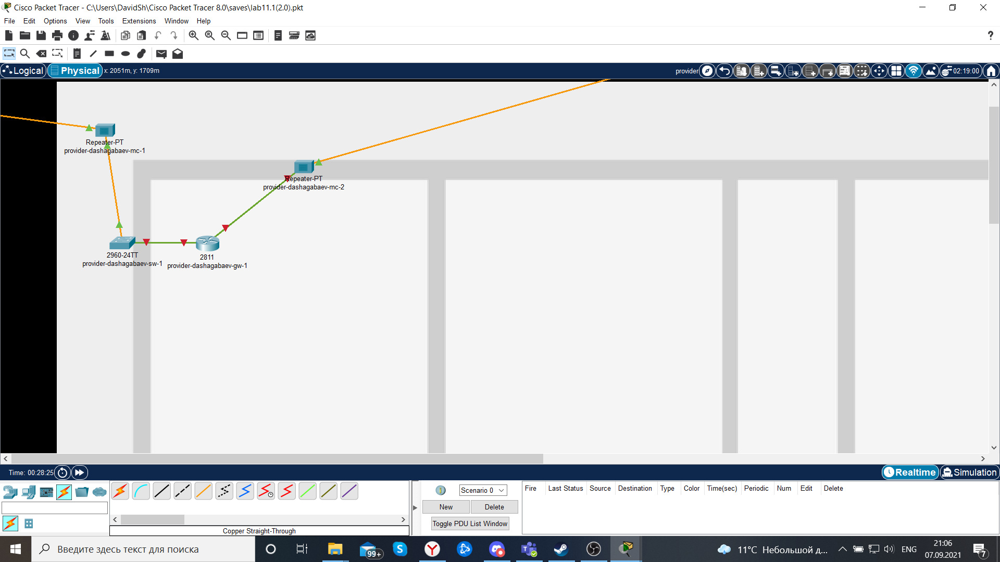 Cisco Packet Tracer - C:\Users\DavidSh\Cisco Packet Tracer 8.0\saves\lab11.1(2.0).pkt
File Edit Options View Tools Extensions Window Help
Logical Physical x: 2051m, y: 1709m provider 02:19:00
Repeater-PT
provider-dashagabaev-mc-1
Repeater-PT
provider-dashagabaev-mc-2
2960-24TT
provider-dashagabaev-sw-1
2811
provider-dashagabaev-gw-1
Time: 00:28:25 Realtime Simulation
Scenario 0
New Delete
Toggle PDU List Window
Fire Last Status Source Destination Type Color Time(sec) Periodic Num Edit Delete
Copper Straight-Through
Введите здесь текст для поиска
99+
11°C Небольшой д...
ENG
21:06
07.09.2021
7